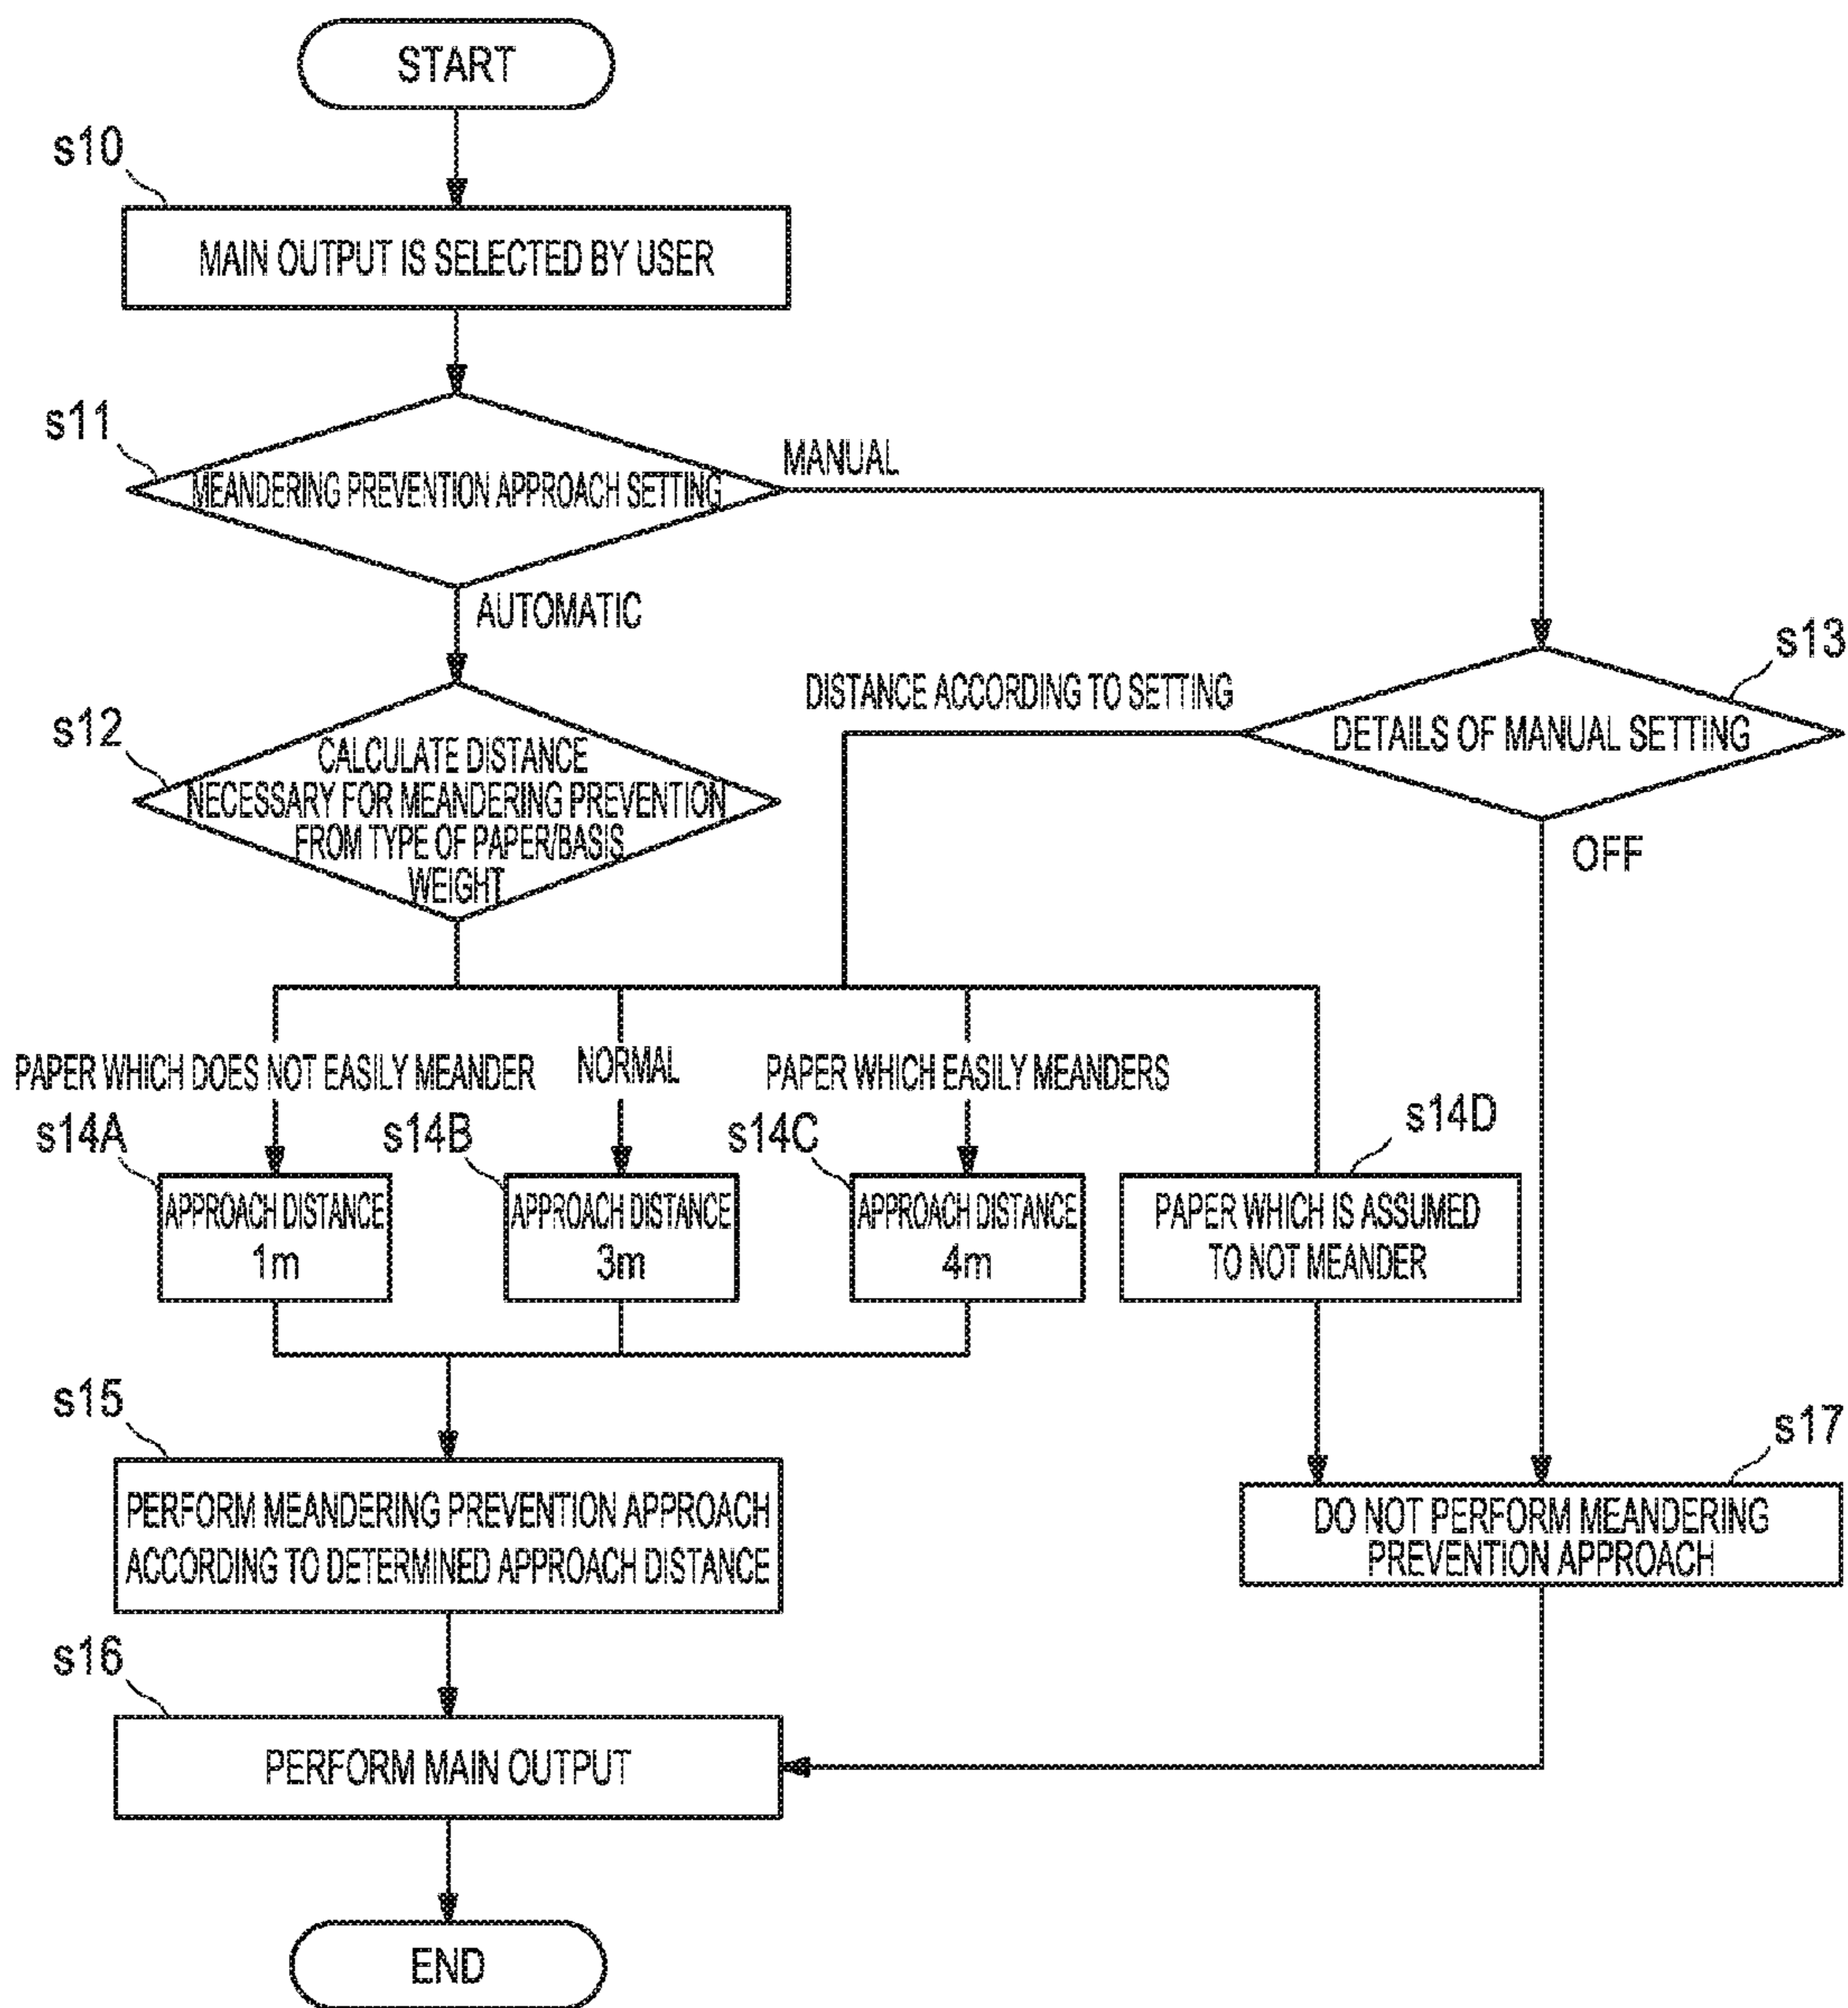 START
s10
MAIN OUTPUT IS SELECTED BY USER
s11
MEANDERING PREVENTION APPROACH SETTING
MANUAL
AUTOMATIC
s13
DETAILS OF MANUAL SETTING
DISTANCE ACCORDING TO SETTING
OFF
s12
CALCULATE DISTANCE
NECESSARY FOR MEANDERING PREVENTION
FROM TYPE OF PAPER/BASIS
WEIGHT
PAPER WHICH DOES NOT EASILY MEANDER
NORMAL
PAPER WHICH EASILY MEANDERS
s14A
APPROACH DISTANCE
1m
s14B
APPROACH DISTANCE
3m
s14C
APPROACH DISTANCE
4m
s14D
PAPER WHICH IS ASSUMED
TO NOT MEANDER
s15
PERFORM MEANDERING PREVENTION APPROACH
ACCORDING TO DETERMINED APPROACH DISTANCE
s17
DO NOT PERFORM MEANDERING
PREVENTION APPROACH
s16
PERFORM MAIN OUTPUT
END